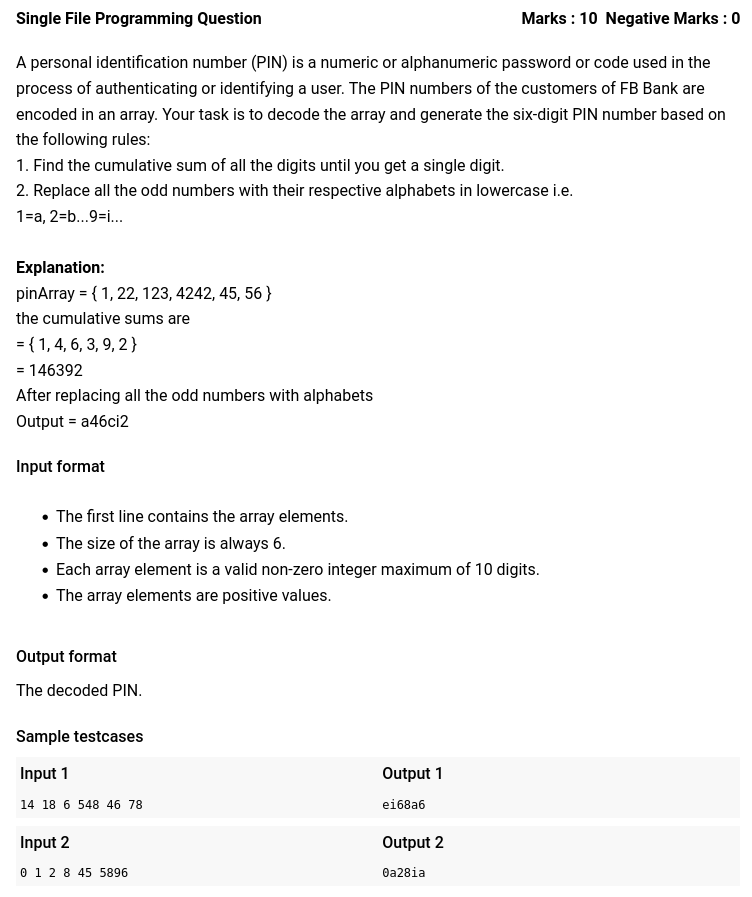 Single File Programming Question Marks : 10 Negative Marks : 0
A personal identification number (PIN) is a numeric or alphanumeric password or code used in the
process of authenticating or identifying a user. The PIN numbers of the customers of FB Bank are
encoded in an array. Your task is to decode the array and generate the six-digit PIN number based on
the following rules:
1. Find the cumulative sum of all the digits until you get a single digit.
2. Replace all the odd numbers with their respective alphabets in lowercase i.e.
1=a, 2=b...9=i...
Explanation:
pinArray = { 1, 22, 123, 4242, 45, 56 }
the cumulative sums are
= { 1, 4, 6, 3, 9, 2 }
= 146392
After replacing all the odd numbers with alphabets
Output = a46ci2
Input format
• The first line contains the array elements.
• The size of the array is always 6.
• Each array element is a valid non-zero integer maximum of 10 digits.
• The array elements are positive values.
Output format
The decoded PIN.
Sample testcases
Input 1 Output 1
14 18 6 548 46 78 ei68a6
Input 2 Output 2
0 1 2 8 45 5896 0a28ia